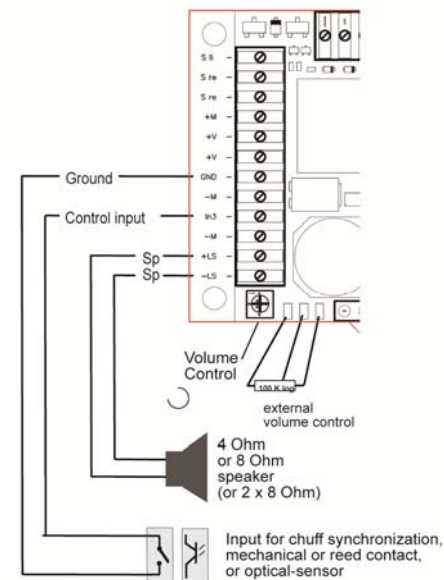 S li
S re
S re
+M
+V
+V
GND
-M
In3
-M
+LS
-LS
Ground
Control input
Sp
Sp
Volume
Control
100 K log
external
volume control
4 Ohm
or 8 Ohm
speaker
(or 2 x 8 Ohm)
Input for chuff synchronization,
mechanical or reed contact,
or optical-sensor